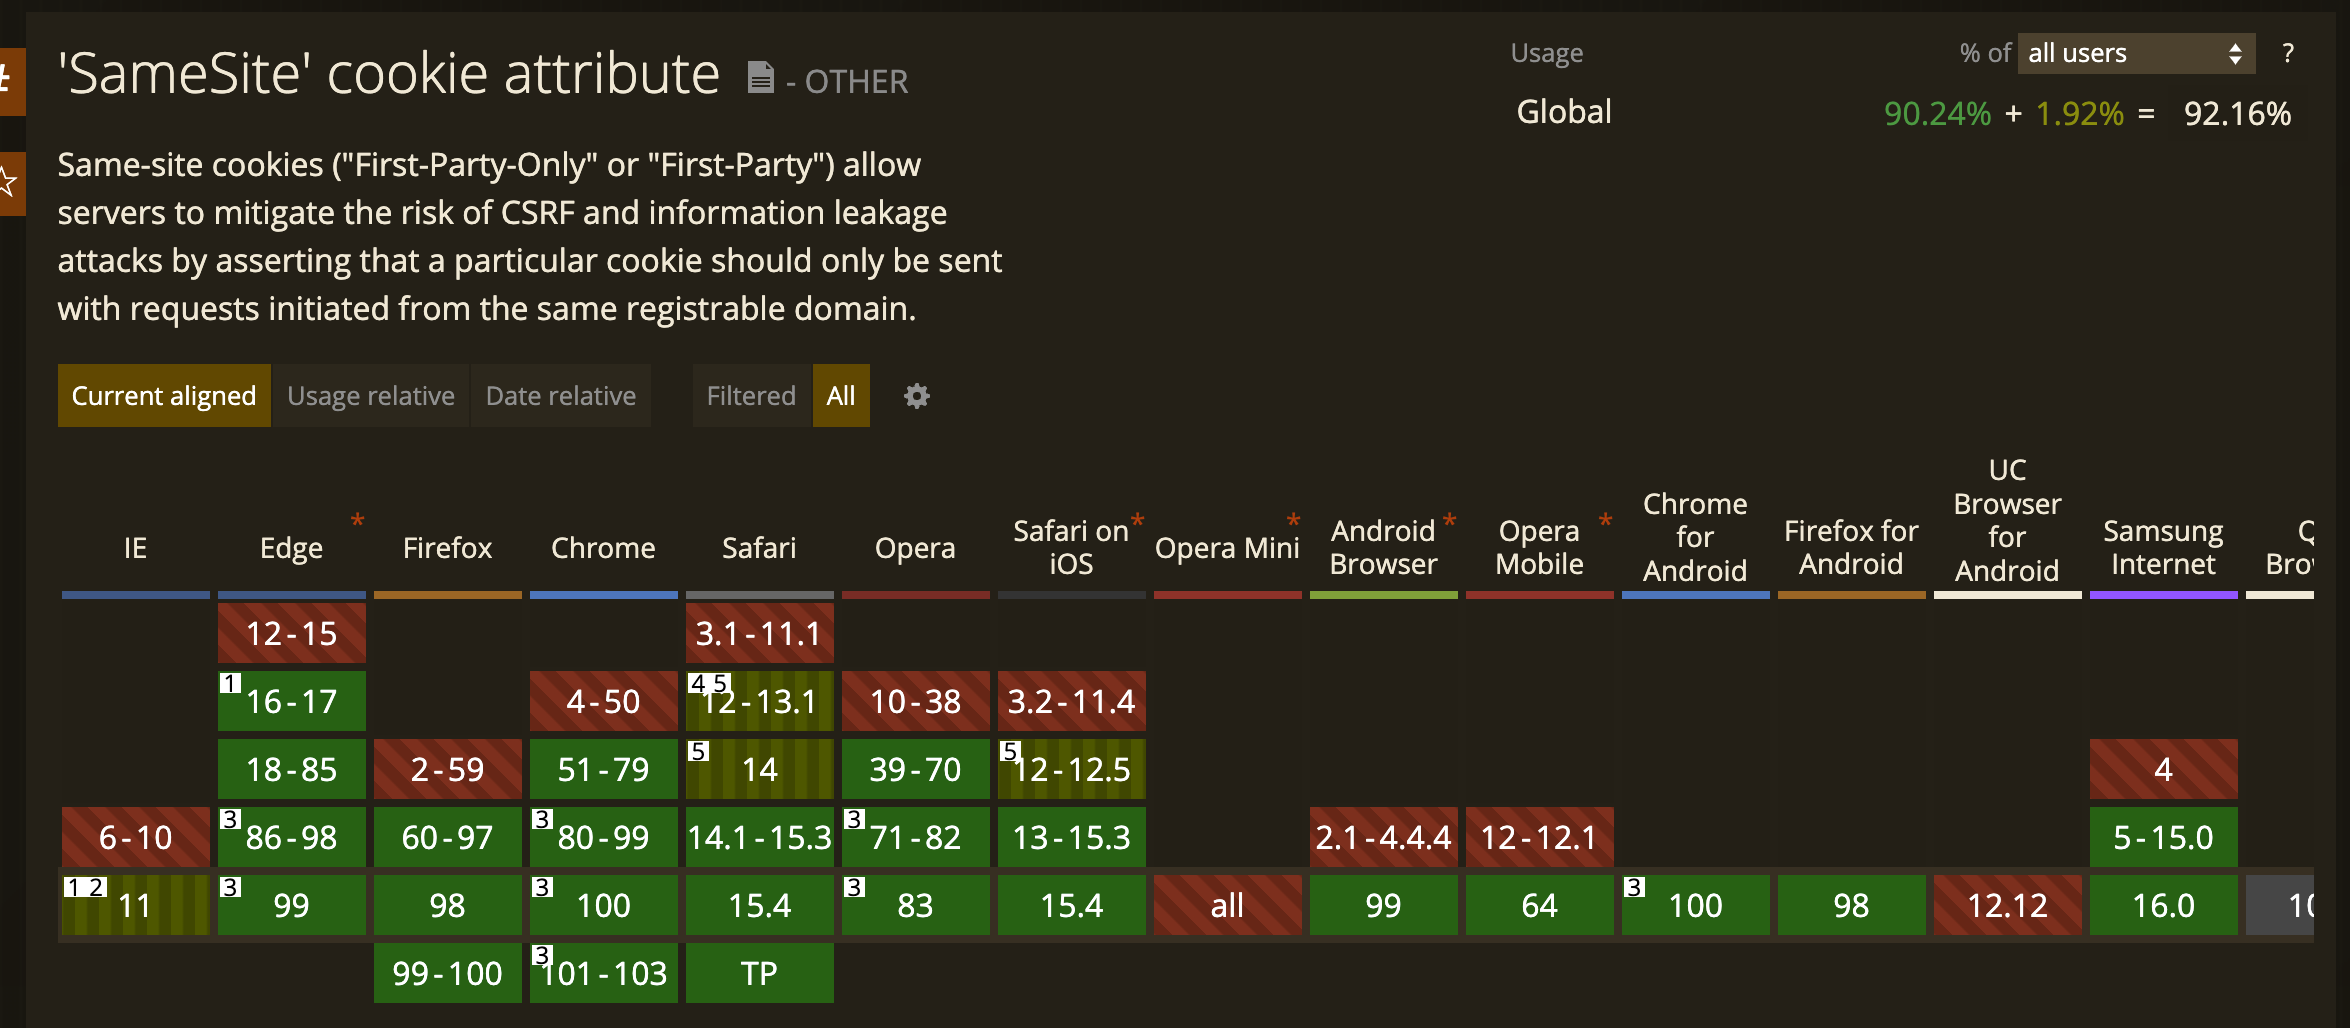 'SameSite' cookie attribute - OTHER
Usage % of all users ?
Global 90.24% + 1.92% = 92.16%
Same-site cookies ("First-Party-Only" or "First-Party") allow
servers to mitigate the risk of CSRF and information leakage
attacks by asserting that a particular cookie should only be sent
with requests initiated from the same registrable domain.
Current aligned Usage relative Date relative Filtered All
IE Edge * Firefox Chrome Safari Opera Safari on iOS * Opera Mini * Android Browser * Opera Mobile * Chrome for Android Firefox for Android UC Browser for Android Samsung Internet
12-15 3.1-11.1
1 16-17 4-50 4 5 12-13.1 10-38 3.2-11.4
18-85 2-59 51-79 5 14 39-70 5 12-12.5 4
6-10 3 86-98 60-97 3 80-99 14.1-15.3 3 71-82 13-15.3 2.1-4.4.4 12-12.1 5-15.0
1 2 11 3 99 98 3 100 15.4 3 83 15.4 all 99 64 3 100 98 12.12 16.0
99-100 3 101-103 TP